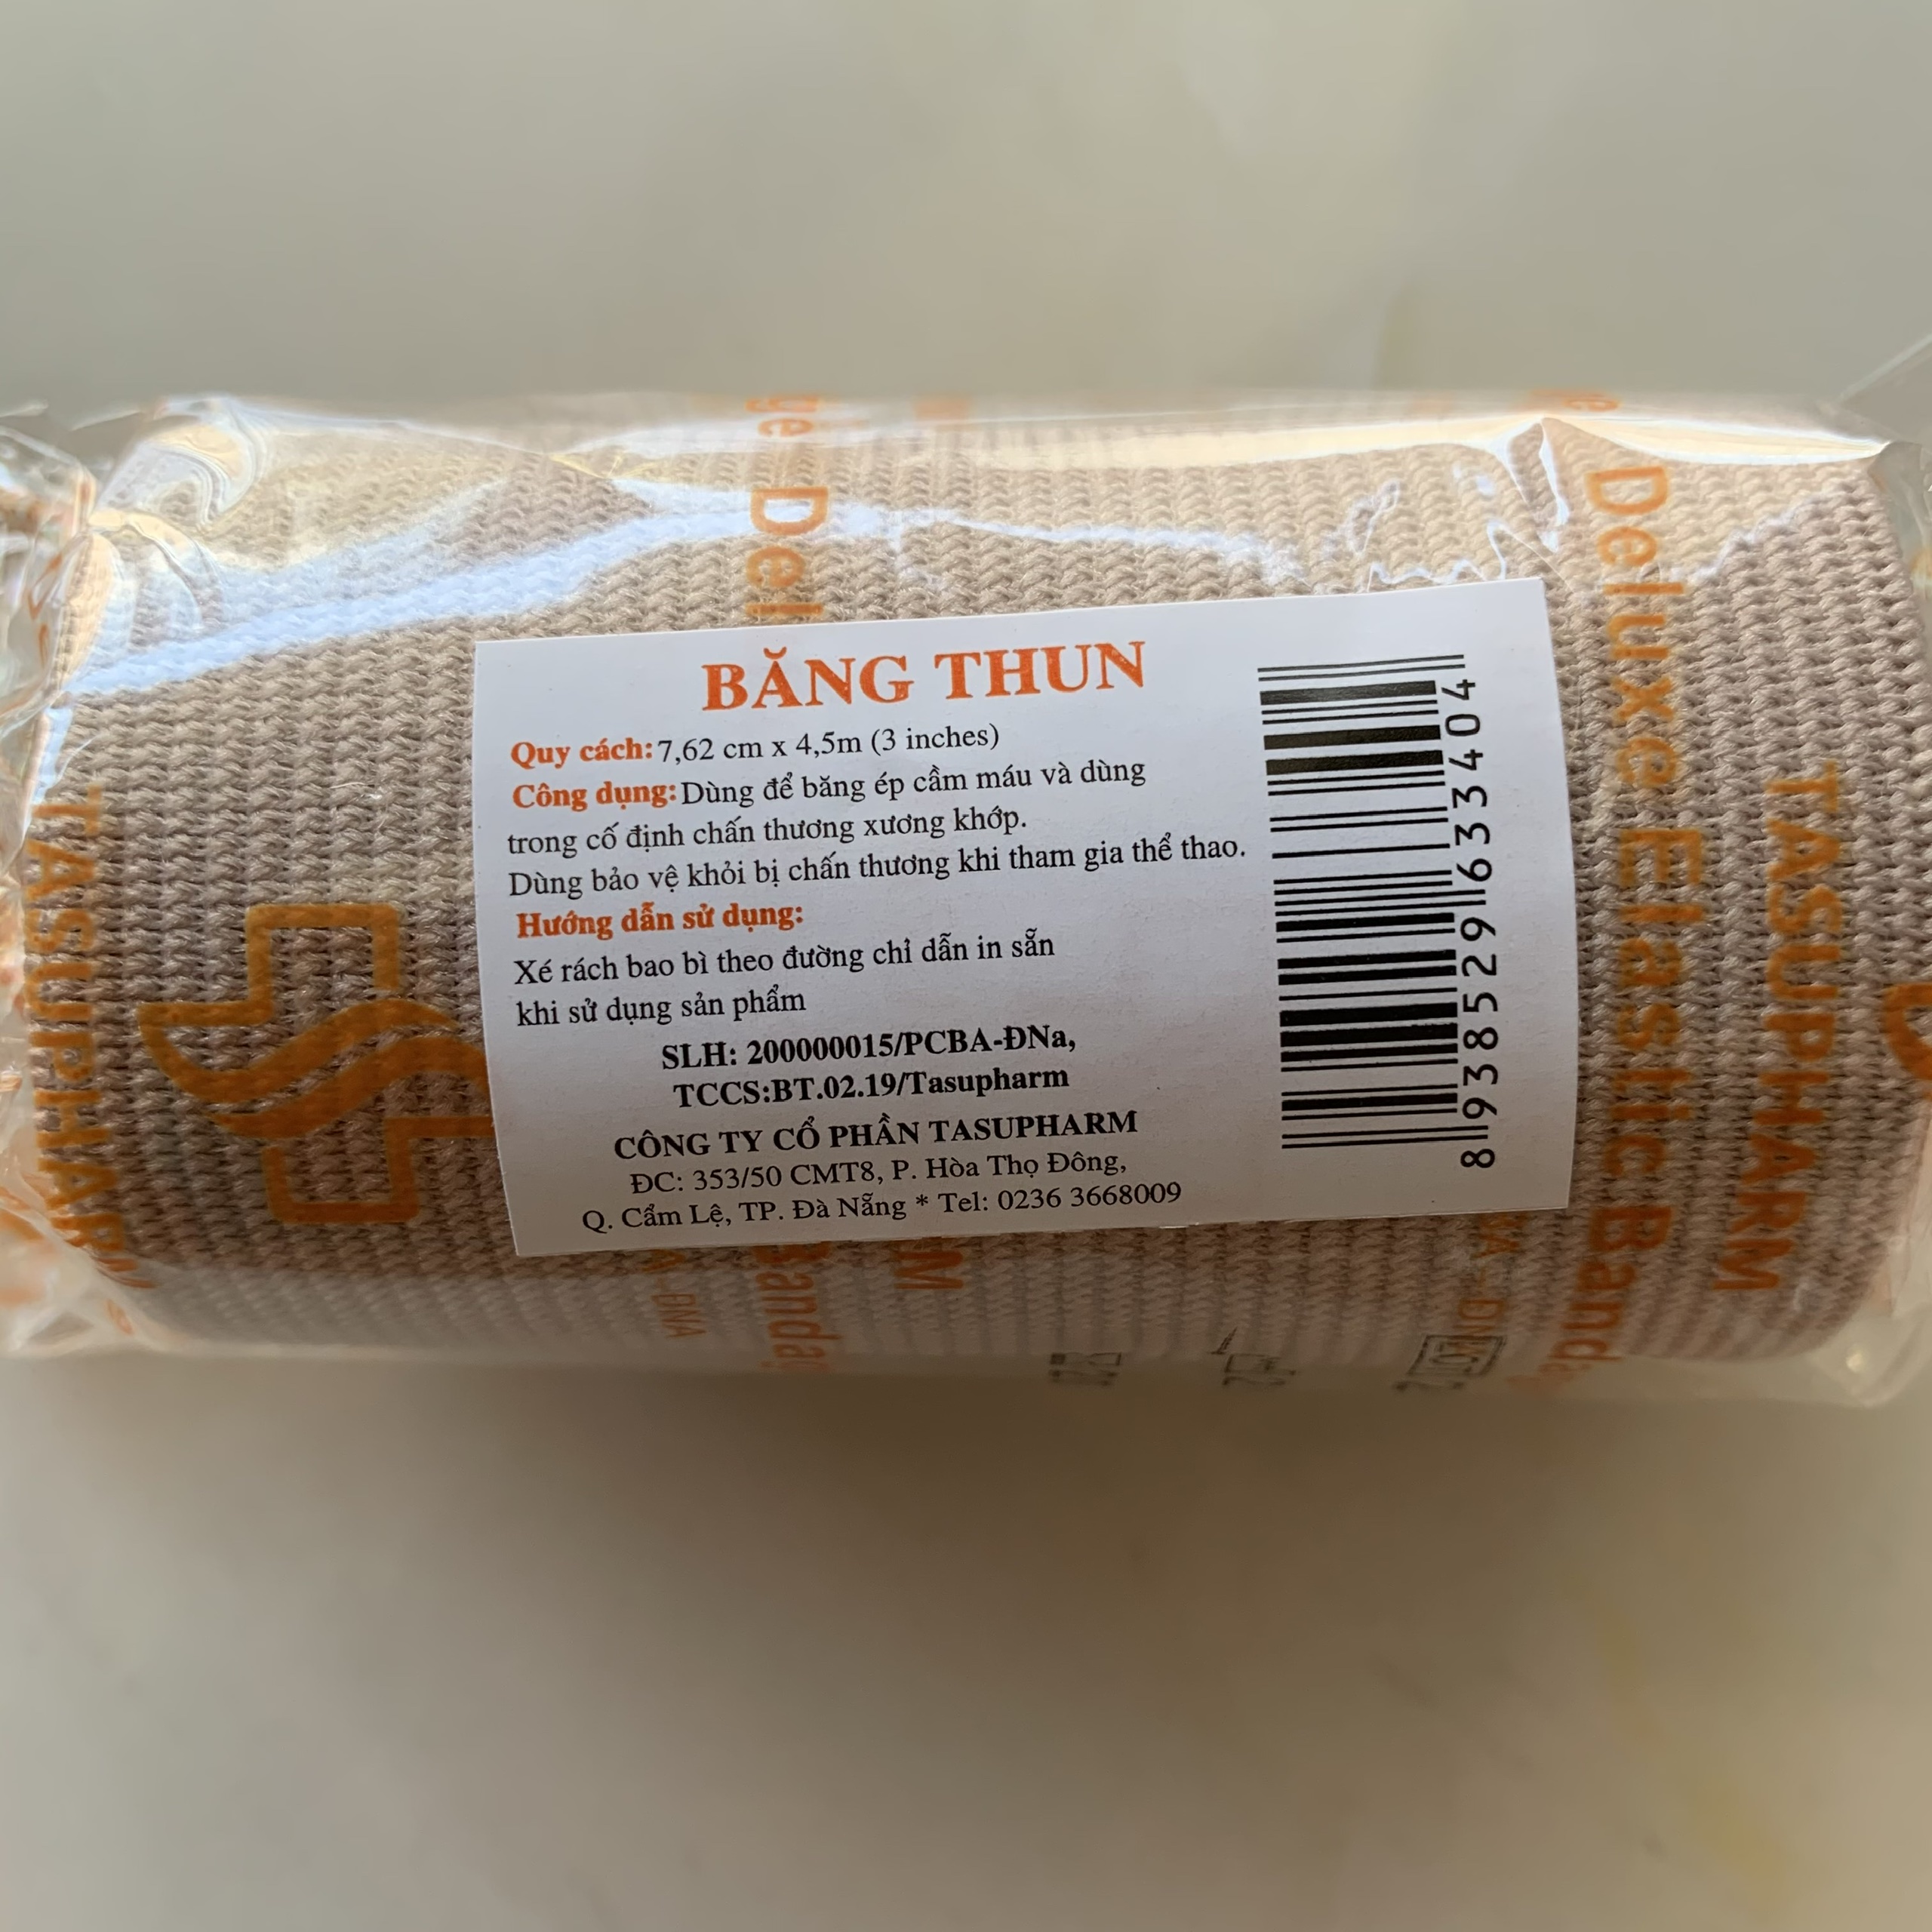 BĂNG THUN
Quy cách: 7,62 cm x 4,5m (3 inches)
Công dụng: Dùng để băng ép cầm máu và dùng
trong cố định chấn thương xương khớp.
Dùng bảo vệ khỏi bị chấn thương khi tham gia thể thao.
Hướng dẫn sử dụng:
Xé rách bao bì theo đường chỉ dẫn in sẵn
khi sử dụng sản phẩm
SLH: 200000015/PCBA-ĐNa,
TCCS:BT.02.19/Tasupharm
CÔNG TY CỔ PHẦN TASUPHARM
ĐC: 353/50 CMT8, P. Hòa Thọ Đông,
Q. Cẩm Lệ, TP. Đà Nẵng * Tel: 0236 3668009
8938529633404
TASUPHARM
Deluxe Elastic Banda
TASUPHARM